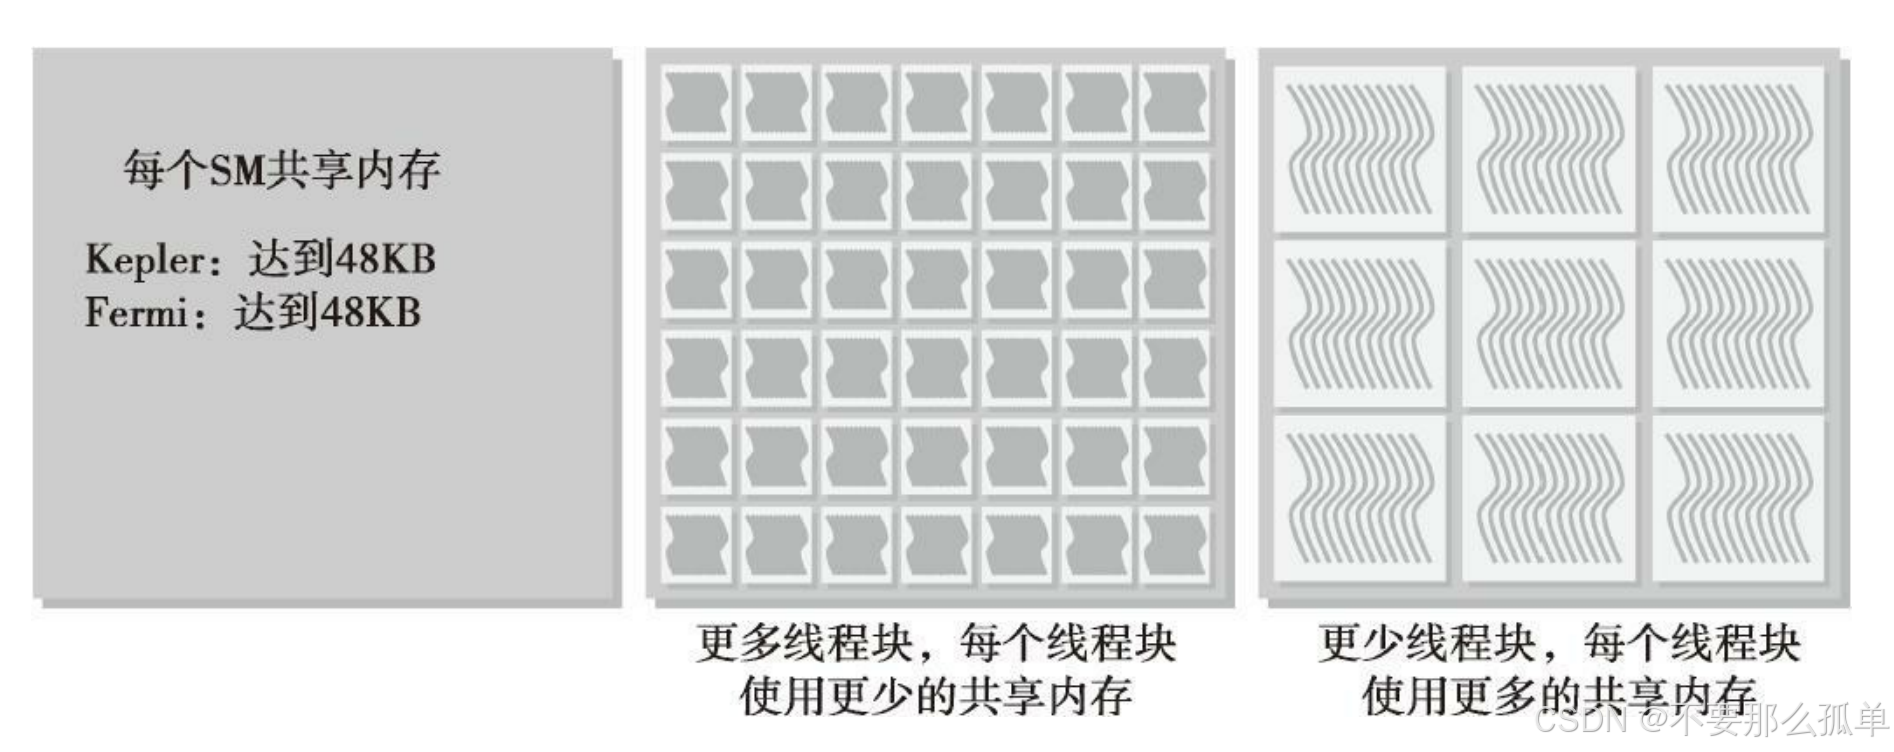 每个SM共享内存
Kepler：达到48KB
Fermi：达到48KB
更多线程块，每个线程块
使用更少的共享内存
更少线程块，每个线程块
使用更多的共享内存
CSDN @不要那么孤单